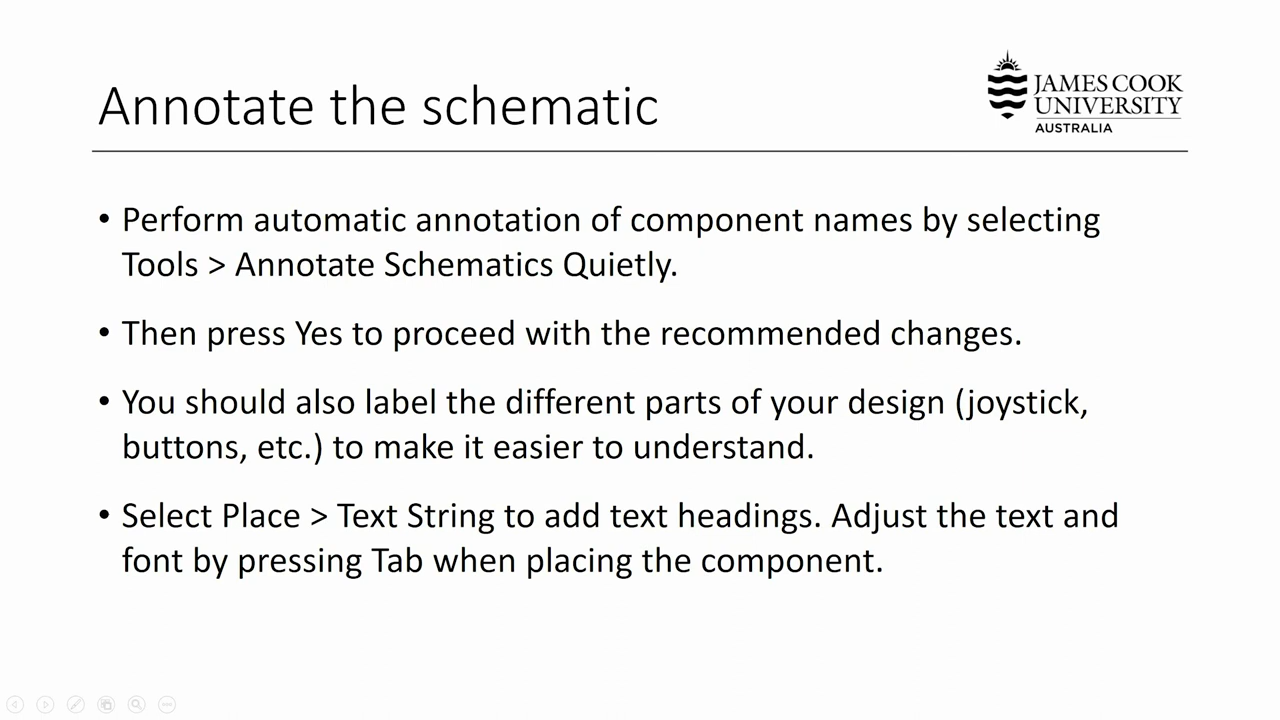 Annotate the schematic
JAMES COOK
UNIVERSITY
AUSTRALIA
• Perform automatic annotation of component names by selecting
Tools > Annotate Schematics Quietly.
• Then press Yes to proceed with the recommended changes.
• You should also label the different parts of your design (joystick,
buttons, etc.) to make it easier to understand.
• Select Place > Text String to add text headings. Adjust the text and
font by pressing Tab when placing the component.